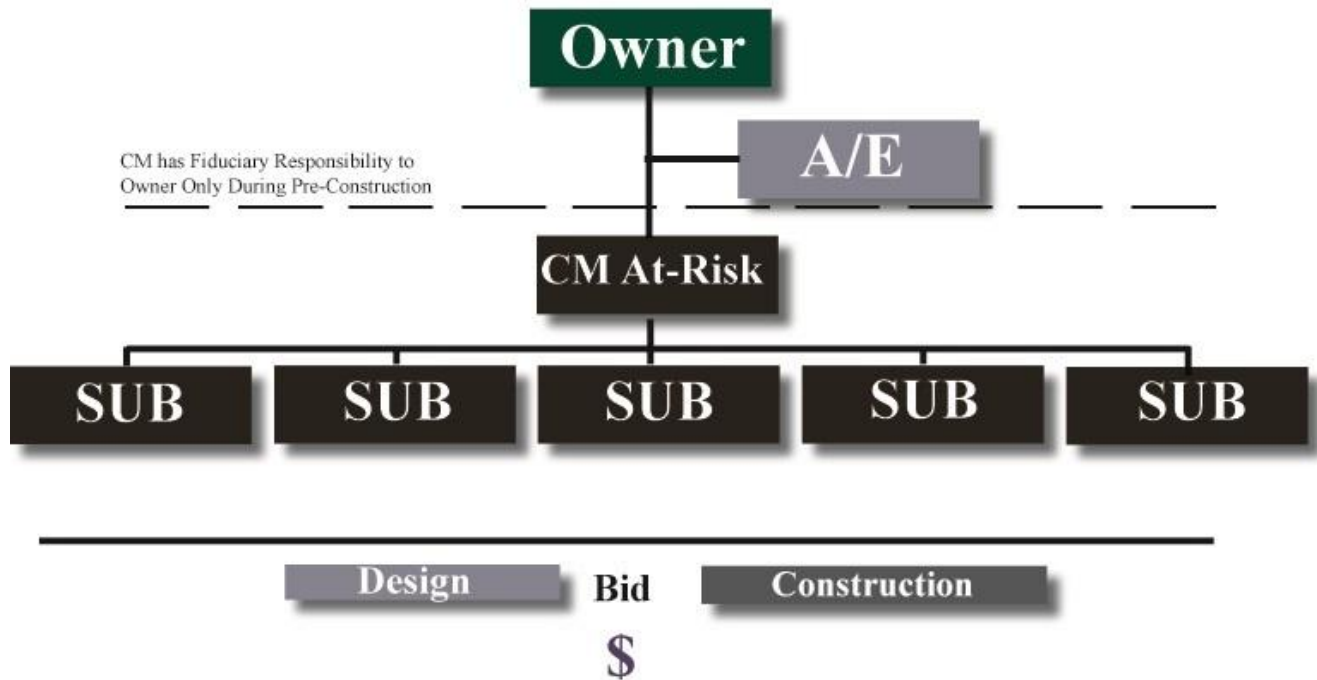 Owner
A/E
CM has Fiduciary Responsibility to
Owner Only During Pre-Construction
CM At-Risk
SUB
SUB
SUB
SUB
SUB
Design
Bid
Construction
$